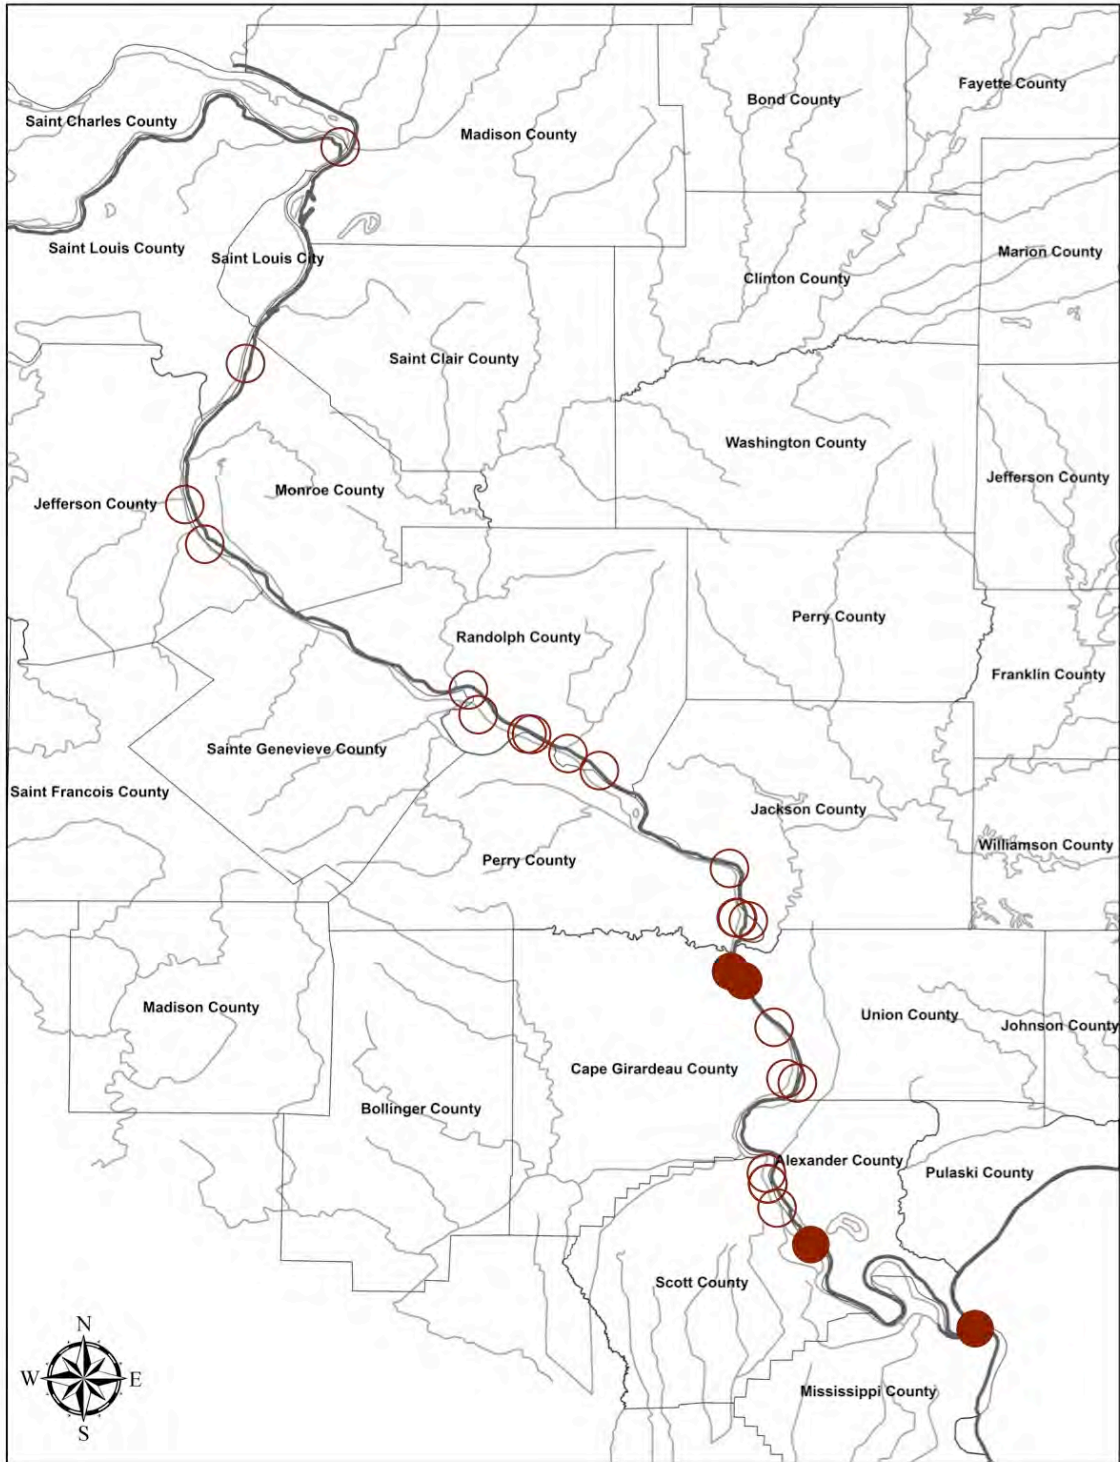 Fayette County
Bond County
Saint Charles County
Madison County
Saint Louis County
Saint Louis City
Marion County
Clinton County
Saint Clair County
Washington County
Jefferson County
Monroe County
Jefferson County
Perry County
Randolph County
Franklin County
Sainte Genevieve County
Saint Francois County
Jackson County
Williamson County
Perry County
Madison County
Union County
Johnson County
Cape Girardeau County
Bollinger County
Alexander County
Pulaski County
Scott County
N
W
E
S
Mississippi County